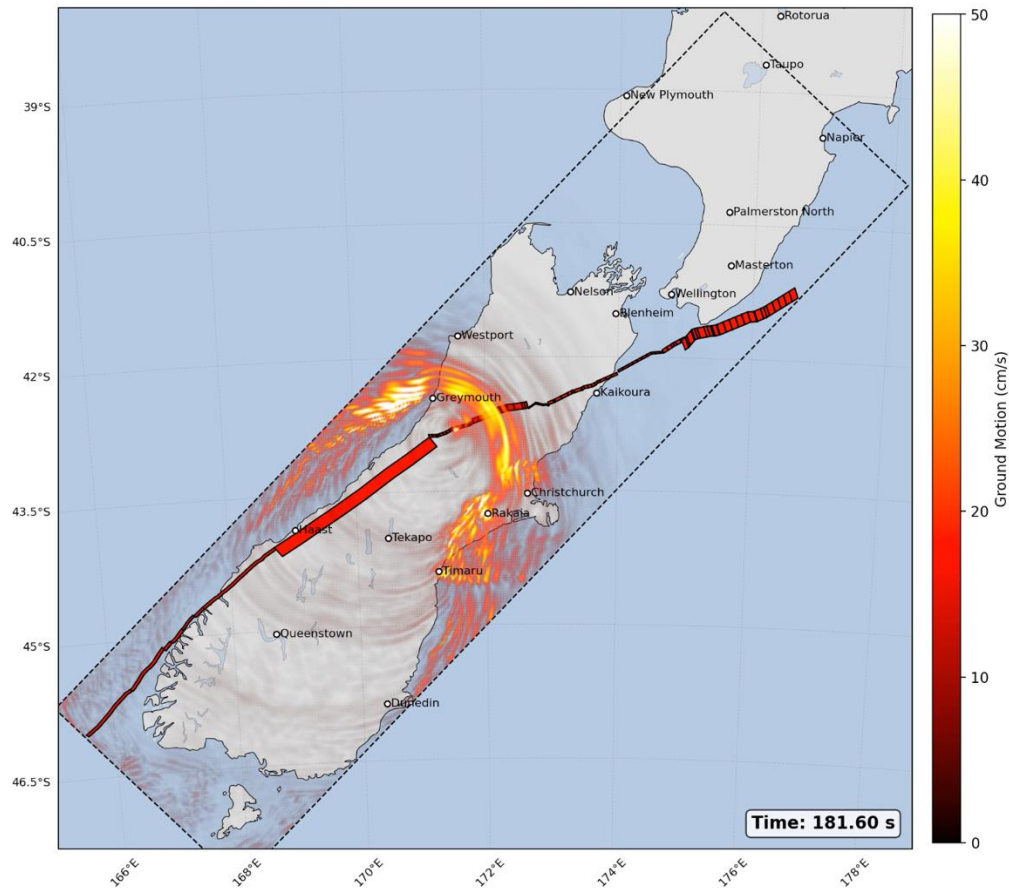 Rotorua
Taupo
New Plymouth
Napier
Palmerston North
Masterton
Wellington
Nelson
Blenheim
Westport
Kaikoura
Greymouth
Christchurch
Rakaia
Haast
Tekapo
Timaru
Queenstown
Dunedin
39°S
40.5°S
42°S
43.5°S
45°S
46.5°S
166°E
168°E
170°E
172°E
174°E
176°E
178°E
Time: 181.60 s
50
40
30
20
10
0
Ground Motion (cm/s)